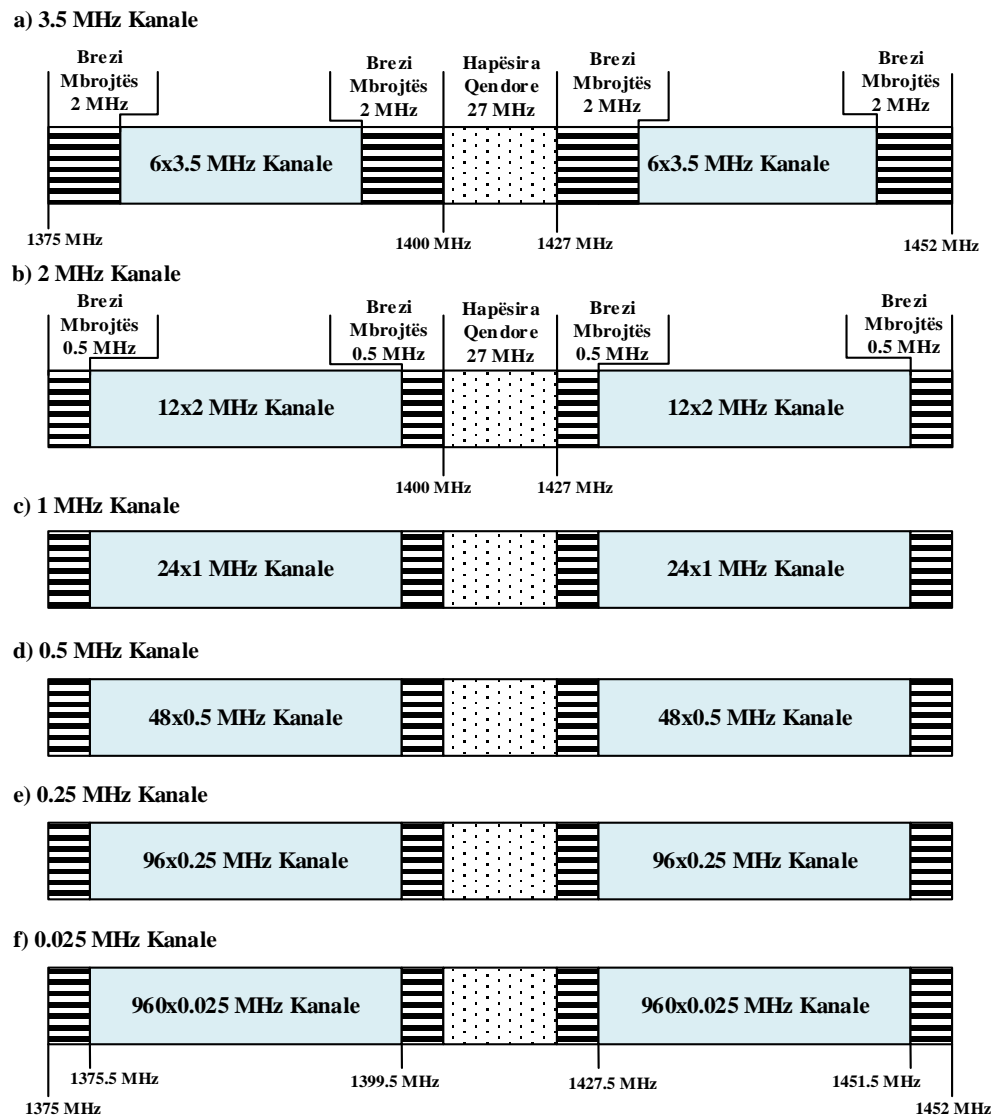 a) 3.5 MHz Kanale
Brezi
Mbrojtës
2 MHz
Brezi
Mbrojtës
2 MHz
Hapësira
Qendore
27 MHz
Brezi
Mbrojtës
2 MHz
Brezi
Mbrojtës
2 MHz
6x3.5 MHz Kanale
6x3.5 MHz Kanale
1375 MHz
1400 MHz
1427 MHz
1452 MHz
b) 2 MHz Kanale
Brezi
Mbrojtës
0.5 MHz
Brezi
Mbrojtës
0.5 MHz
Hapësira
Qendore
27 MHz
Brezi
Mbrojtës
0.5 MHz
Brezi
Mbrojtës
0.5 MHz
12x2 MHz Kanale
12x2 MHz Kanale
1400 MHz
1427 MHz
c) 1 MHz Kanale
24x1 MHz Kanale
24x1 MHz Kanale
d) 0.5 MHz Kanale
48x0.5 MHz Kanale
48x0.5 MHz Kanale
e) 0.25 MHz Kanale
96x0.25 MHz Kanale
96x0.25 MHz Kanale
f) 0.025 MHz Kanale
960x0.025 MHz Kanale
960x0.025 MHz Kanale
1375.5 MHz
1399.5 MHz
1427.5 MHz
1451.5 MHz
1375 MHz
1452 MHz